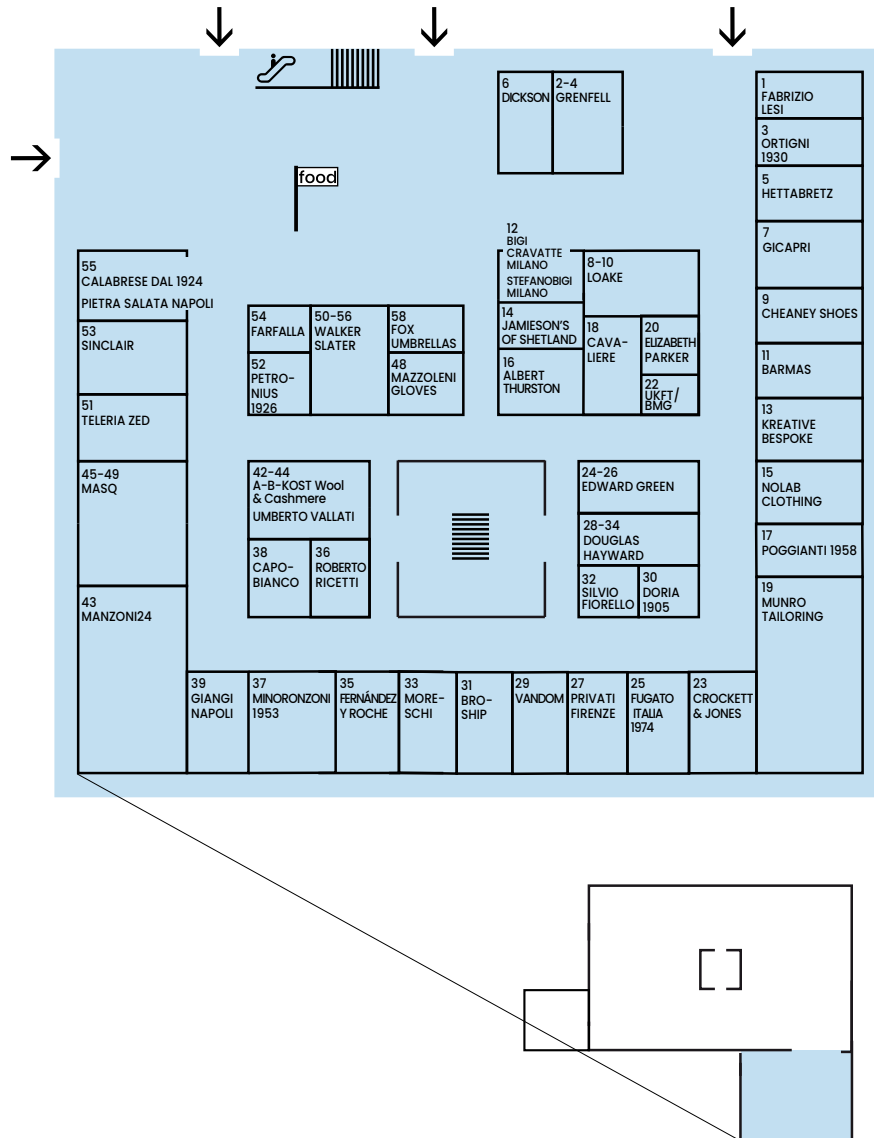 6
DICKSON
2-4
GRENFELL
1
FABRIZIO
LESI
3
ORTIGNI
1930
food
5
HETTABRETZ
12
BIGI
CRAVATTE
MILANO
STEFANOBIGI
MILANO
8-10
LOAKE
7
GICAPRI
55
CALABRESE DAL 1924
PIETRA SALATA NAPOLI
9
CHEANEY SHOES
54
FARFALLA
50-56
WALKER
SLATER
58
FOX
UMBRELLAS
14
JAMIESON'S
OF SHETLAND
18
CAVA-
LIERE
20
ELIZABETH
PARKER
53
SINCLAIR
11
BARMAS
52
PETRO-
NIUS
1926
48
MAZZOLENI
GLOVES
16
ALBERT
THURSTON
22
UKFT/
BMG
51
TELERIA ZED
13
KREATIVE
BESPOKE
45-49
MASQ
42-44
A-B-KOST Wool
& Cashmere
UMBERTO VALLATI
24-26
EDWARD GREEN
15
NOLAB
CLOTHING
28-34
DOUGLAS
HAYWARD
17
POGGIANTI 1958
38
CAPO-
BIANCO
36
ROBERTO
RICETTI
32
SILVIO
FIORELLO
30
DORIA
1905
19
MUNRO
TAILORING
43
MANZONI24
39
GIANGI
NAPOLI
37
MINORONZONI
1953
35
FERNÁNDEZ
Y ROCHE
33
MORE-
SCHI
31
BRO-
SHIP
29
VANDOM
27
PRIVATI
FIRENZE
25
FUGATO
ITALIA
1974
23
CROCKETT
& JONES